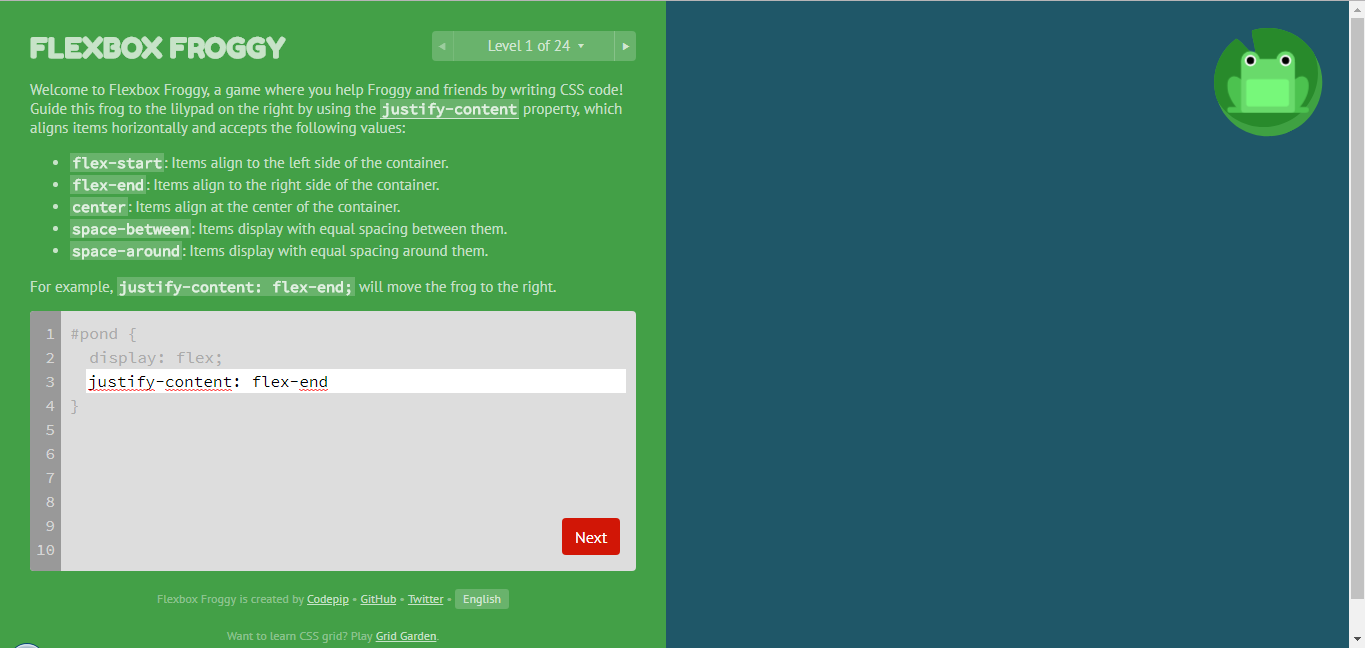 FLEXBOX FROGGY
Level 1 of 24
Welcome to Flexbox Froggy, a game where you help Froggy and friends by writing CSS code!
Guide this frog to the lilypad on the right by using the justify-content property, which
aligns items horizontally and accepts the following values:
• flex-start: Items align to the left side of the container.
• flex-end: Items align to the right side of the container.
• center: Items align at the center of the container.
• space-between: Items display with equal spacing between them.
• space-around: Items display with equal spacing around them.
For example, justify-content: flex-end; will move the frog to the right.
1 #pond {
2 display: flex;
3 justify-content: flex-end
4 }
5
6
7
8
9
10
Next
Flexbox Froggy is created by Codepip • GitHub • Twitter • English
Want to learn CSS grid? Play Grid Garden.